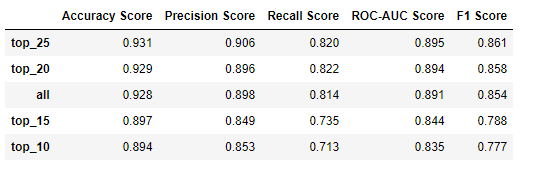 Accuracy Score Precision Score Recall Score ROC-AUC Score F1 Score
top_25 0.931 0.906 0.820 0.895 0.861
top_20 0.929 0.896 0.822 0.894 0.858
all 0.928 0.898 0.814 0.891 0.854
top_15 0.897 0.849 0.735 0.844 0.788
top_10 0.894 0.853 0.713 0.835 0.777